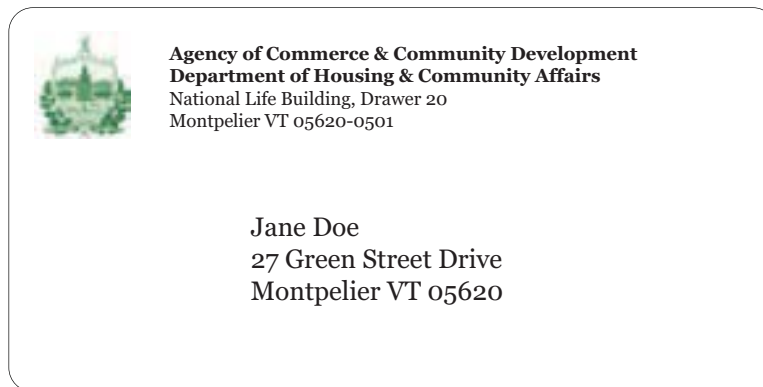 Agency of Commerce & Community Development
Department of Housing & Community Affairs
National Life Building, Drawer 20
Montpelier VT 05620-0501
Jane Doe
27 Green Street Drive
Montpelier VT 05620